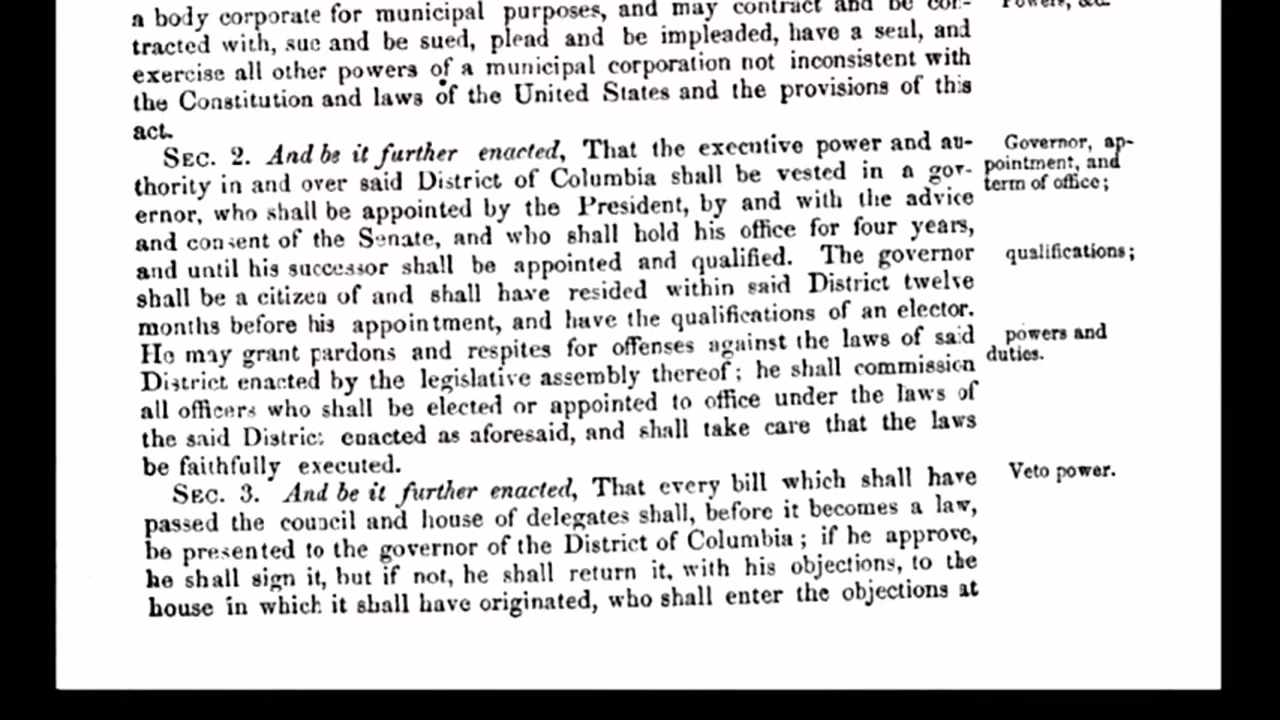 a body corporate for municipal purposes, and may contract and be con-
tracted with, sue and be sued, plead and be impleaded, have a seal, and
exercise all other powers of a municipal corporation not inconsistent with
the Constitution and laws of the United States and the provisions of this
act.
SEC. 2. And be it further enacted, That the executive power and au-
thority in and over said District of Columbia shall be vested in a gov-
ernor, who shall be appointed by the President, by and with the advice
and consent of the Senate, and who shall hold his office for four years,
and until his successor shall be appointed and qualified. The governor
shall be a citizen of and shall have resided within said District twelve
months before his appointment, and have the qualifications of an elector.
He may grant pardons and respites for offenses against the laws of said
District enacted by the legislative assembly thereof; he shall commission
all officers who shall be elected or appointed to office under the laws of
the said District enacted as aforesaid, and shall take care that the laws
be faithfully executed.
SEC. 3. And be it further enacted, That every bill which shall have
passed the council and house of delegates shall, before it becomes a law,
be presented to the governor of the District of Columbia; if he approve,
he shall sign it, but if not, he shall return it, with his objections, to the
house in which it shall have originated, who shall enter the objections at
Powers, &c.
Governor, ap-
pointment, and
term of office;
qualifications;
powers and
duties.
Veto power.